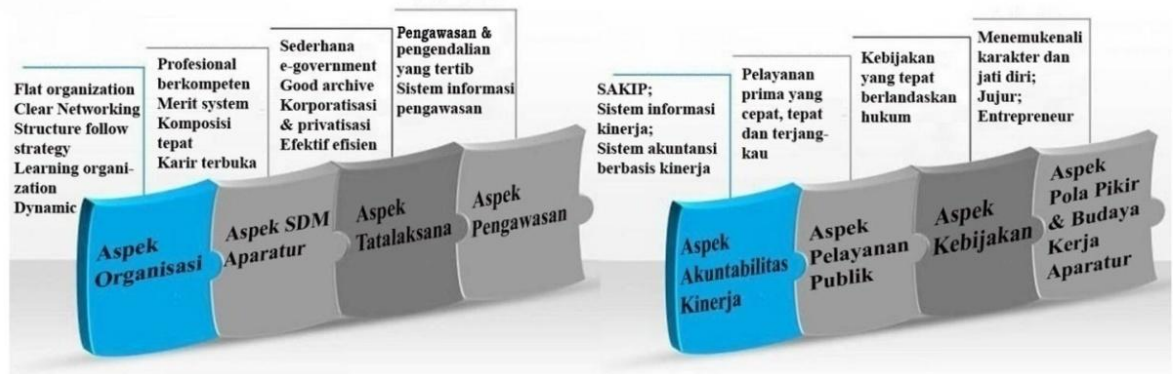 Flat organization
Clear Networking
Structure follow
strategy
Learning organi-
zation
Dynamic
Profesional
berkompeten
Merit system
Komposisi
tepat
Karir terbuka
Sederhana
e-government
Good archive
Korporatisasi
& privatisasi
Efektif efisien
Pengawasan &
pengendalian
yang tertib
Sistem informasi
pengawasan
Aspek
Organisasi
Aspek SDM
Aparatur
Aspek
Tatalaksana
Aspek
Pengawasan
SAKIP;
Sistem informasi
kinerja;
Sistem akuntansi
berbasis kinerja
Pelayanan
prima yang
cepat, tepat
dan terjang-
kau
Kebijakan
yang tepat
berlandaskan
hukum
Menemukenali
karakter dan
jati diri;
Jujur;
Entrepreneur
Aspek
Akuntabilitas
Kinerja
Aspek
Pelayanan
Publik
Aspek
Kebijakan
Aspek
Pola Pikir
& Budaya
Kerja
Aparatur